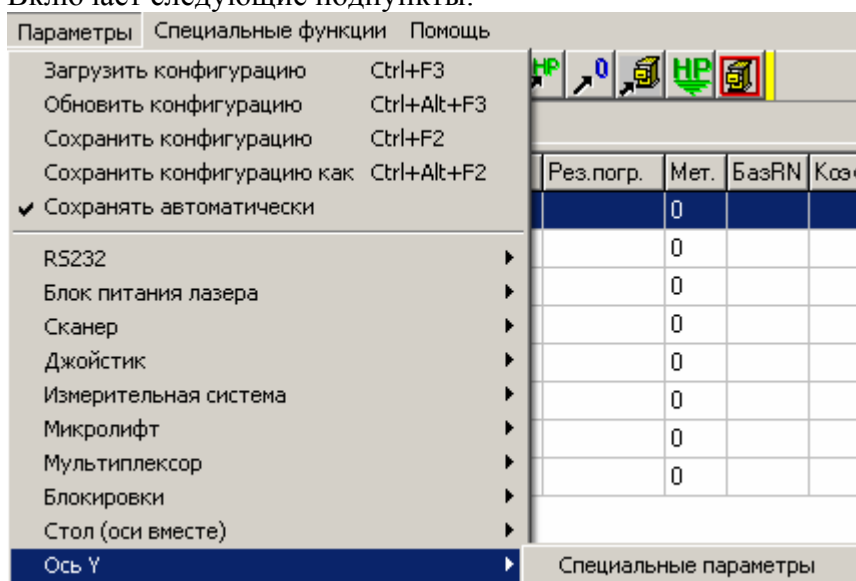 Включает следующие подпункты:
Параметры Специальные функции Помощь
Загрузить конфигурацию Ctrl+F3
Обновить конфигурацию Ctrl+Alt+F3
Сохранить конфигурацию Ctrl+F2
Сохранить конфигурацию как Ctrl+Alt+F2
Сохранять автоматически
RS232
Блок питания лазера
Сканер
Джойстик
Измерительная система
Микролифт
Мультиплексор
Блокировки
Стол (оси вместе)
Ось Y
Специальные параметры
HP 0 HP
Рез.погр. Мет. БазRN
0
0
0
0
0
0
0
0